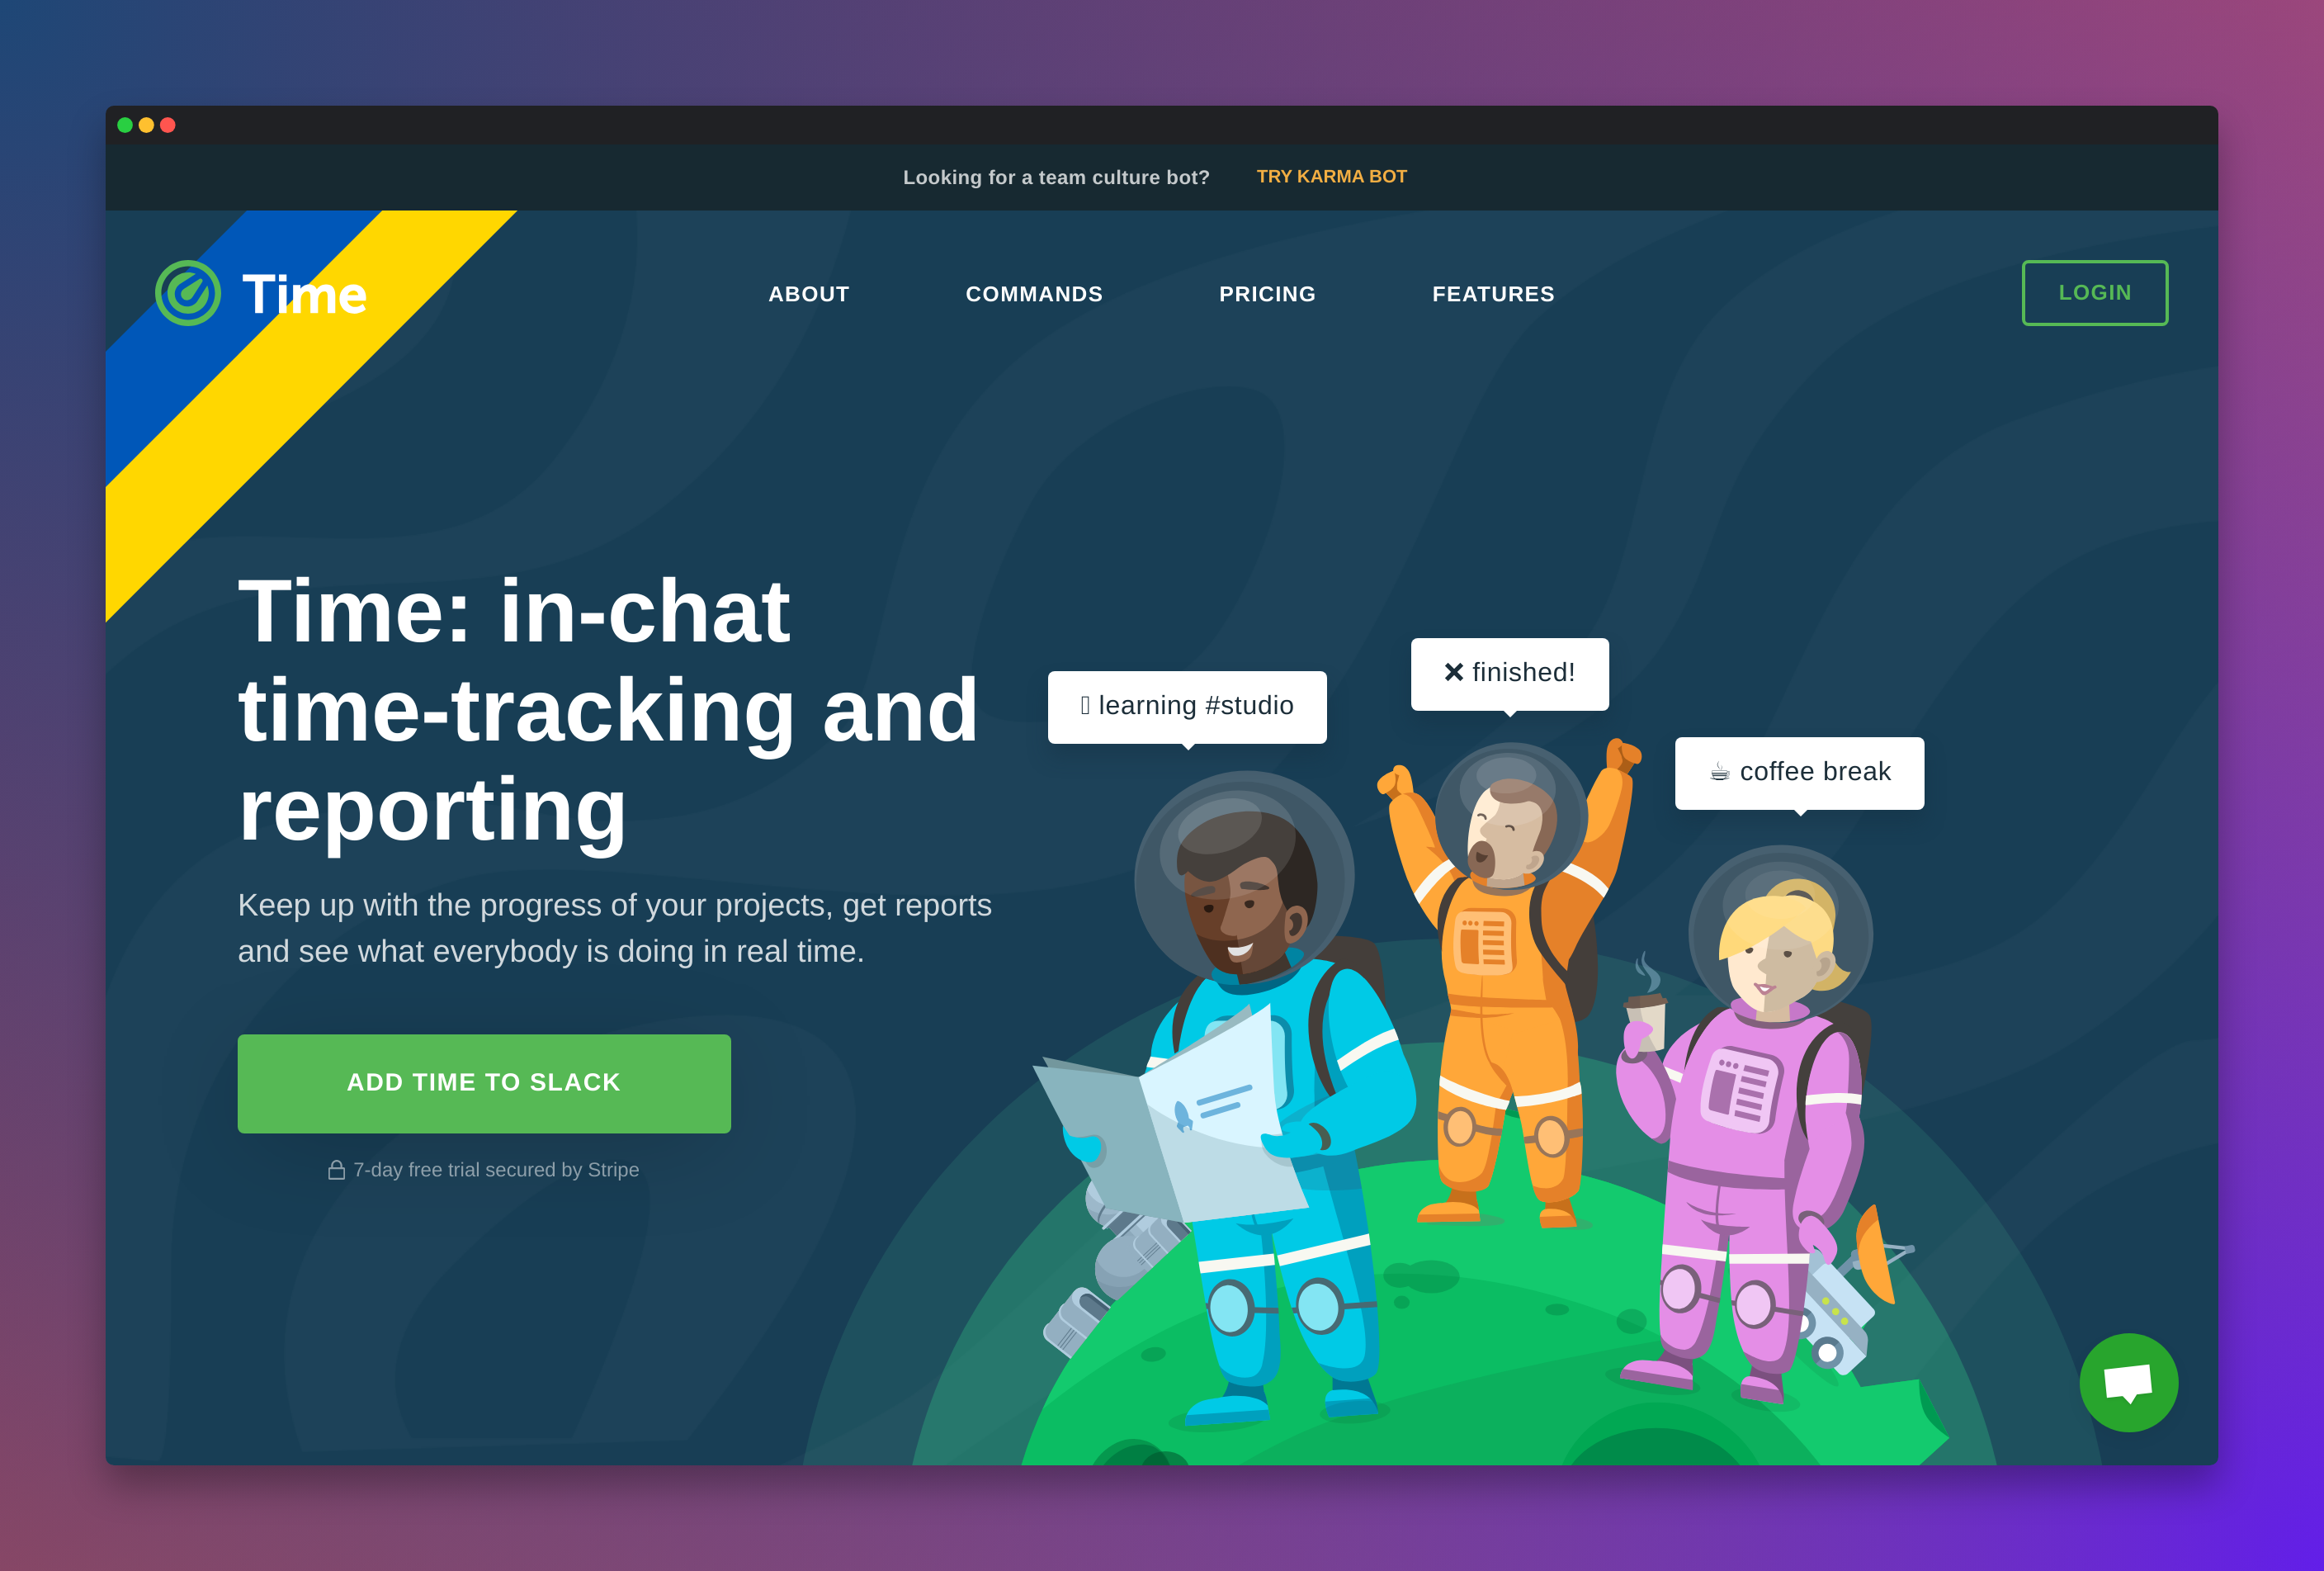 Looking for a team culture bot? TRY KARMA BOT
Time
ABOUT COMMANDS PRICING FEATURES
LOGIN
Time: in-chat
time-tracking and
reporting
Keep up with the progress of your projects, get reports
and see what everybody is doing in real time.
ADD TIME TO SLACK
7-day free trial secured by Stripe
learning #studio
❌ finished!
☕ coffee break